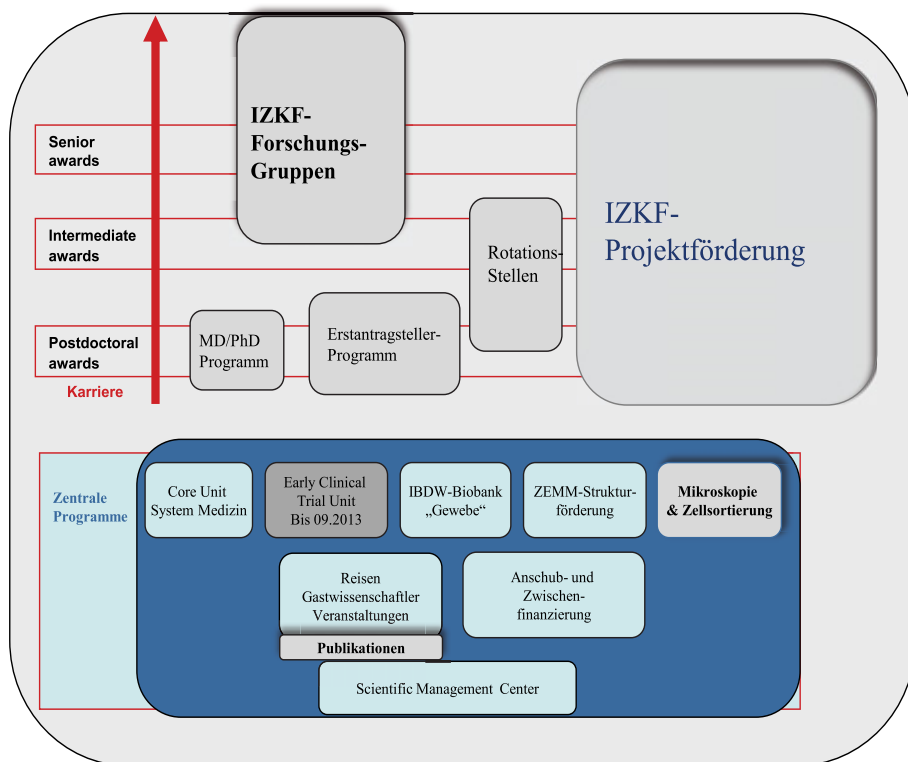 IZKF-
Forschungs-
Gruppen
Senior
awards
IZKF-
Projektförderung
Intermediate
awards
Rotations-
Stellen
Postdoctoral
awards
MD/PhD
Programm
Erstantragsteller-
Programm
Karriere
Zentrale
Programme
Core Unit
System Medizin
Early Clinical
Trial Unit
Bis 09.2013
IBDW-Biobank
„Gewebe“
ZEMM-Struktur-
förderung
Mikroskopie
& Zellsortierung
Reisen
Gastwissenschaftler
Veranstaltungen
Publikationen
Anschub- und
Zwischen-
finanzierung
Scientific Management Center